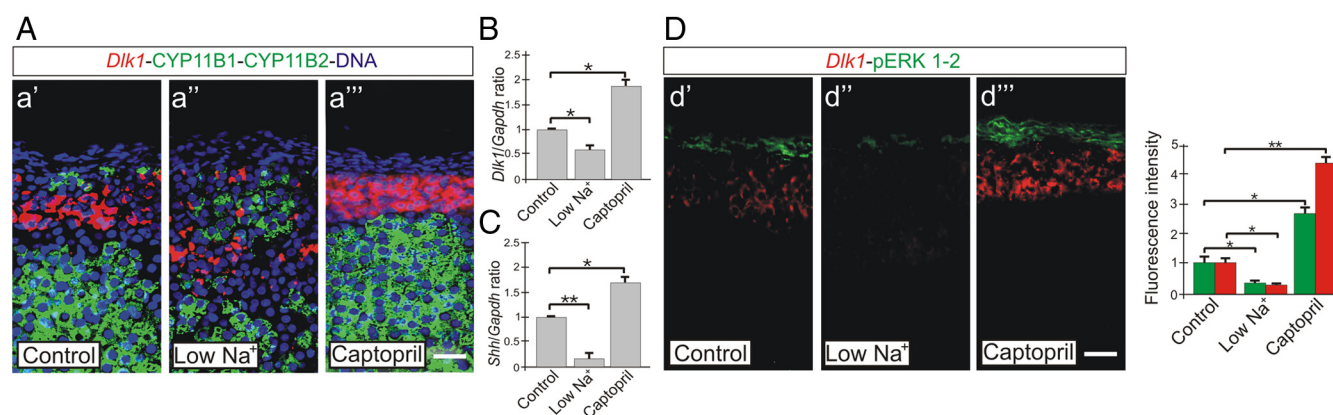 A
Dlk1-CYP11B1-CYP11B2-DNA
a'
a''
a'''
Control
Low Na+
Captopril
B
2.5
2
1.5
1
0.5
0
Dlk1/Gapdh ratio
*
*
Control
Low Na+
Captopril
C
2.5
2
1.5
1
0.5
0
Shh/Gapdh ratio
*
**
Control
Low Na+
Captopril
D
Dlk1-pERK 1-2
d'
d''
d'''
Control
Low Na+
Captopril
5
4
3
2
1
0
Fluorescence intensity
**
*
*
*
Control
Low Na+
Captopril